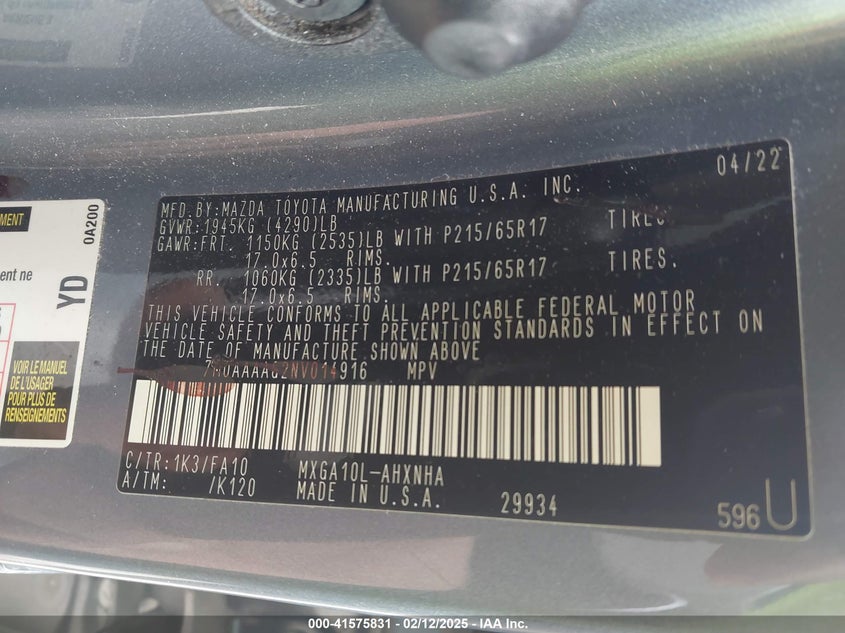 MENT
ent ne
YD
0A200
VOIR LE MANUEL
DE L'USAGER
POUR PLUS DE
RENSEIGNEMENTS
04/22
MFD.BY:MAZDA TOYOTA MANUFACTURING U.S.A. INC.
GVWR:1945KG (4290)LB
GAWR:FRT. 1150KG (2535)LB WITH P215/65R17 TIRES.
17.0x6.5 RIMS.
RR. 1060KG (2335)LB WITH P215/65R17 TIRES.
17.0x6.5 RIMS.
THIS VEHICLE CONFORMS TO ALL APPLICABLE FEDERAL MOTOR
VEHICLE SAFETY AND THEFT PREVENTION STANDARDS IN EFFECT ON
THE DATE OF MANUFACTURE SHOWN ABOVE
MPV
C/TR:1K3/FA10 MXGA10L-AHXNHA
A/TM: /K120 MADE IN U.S.A. 29934
596U
000-41575831 - 02/12/2025 - IAA Inc.